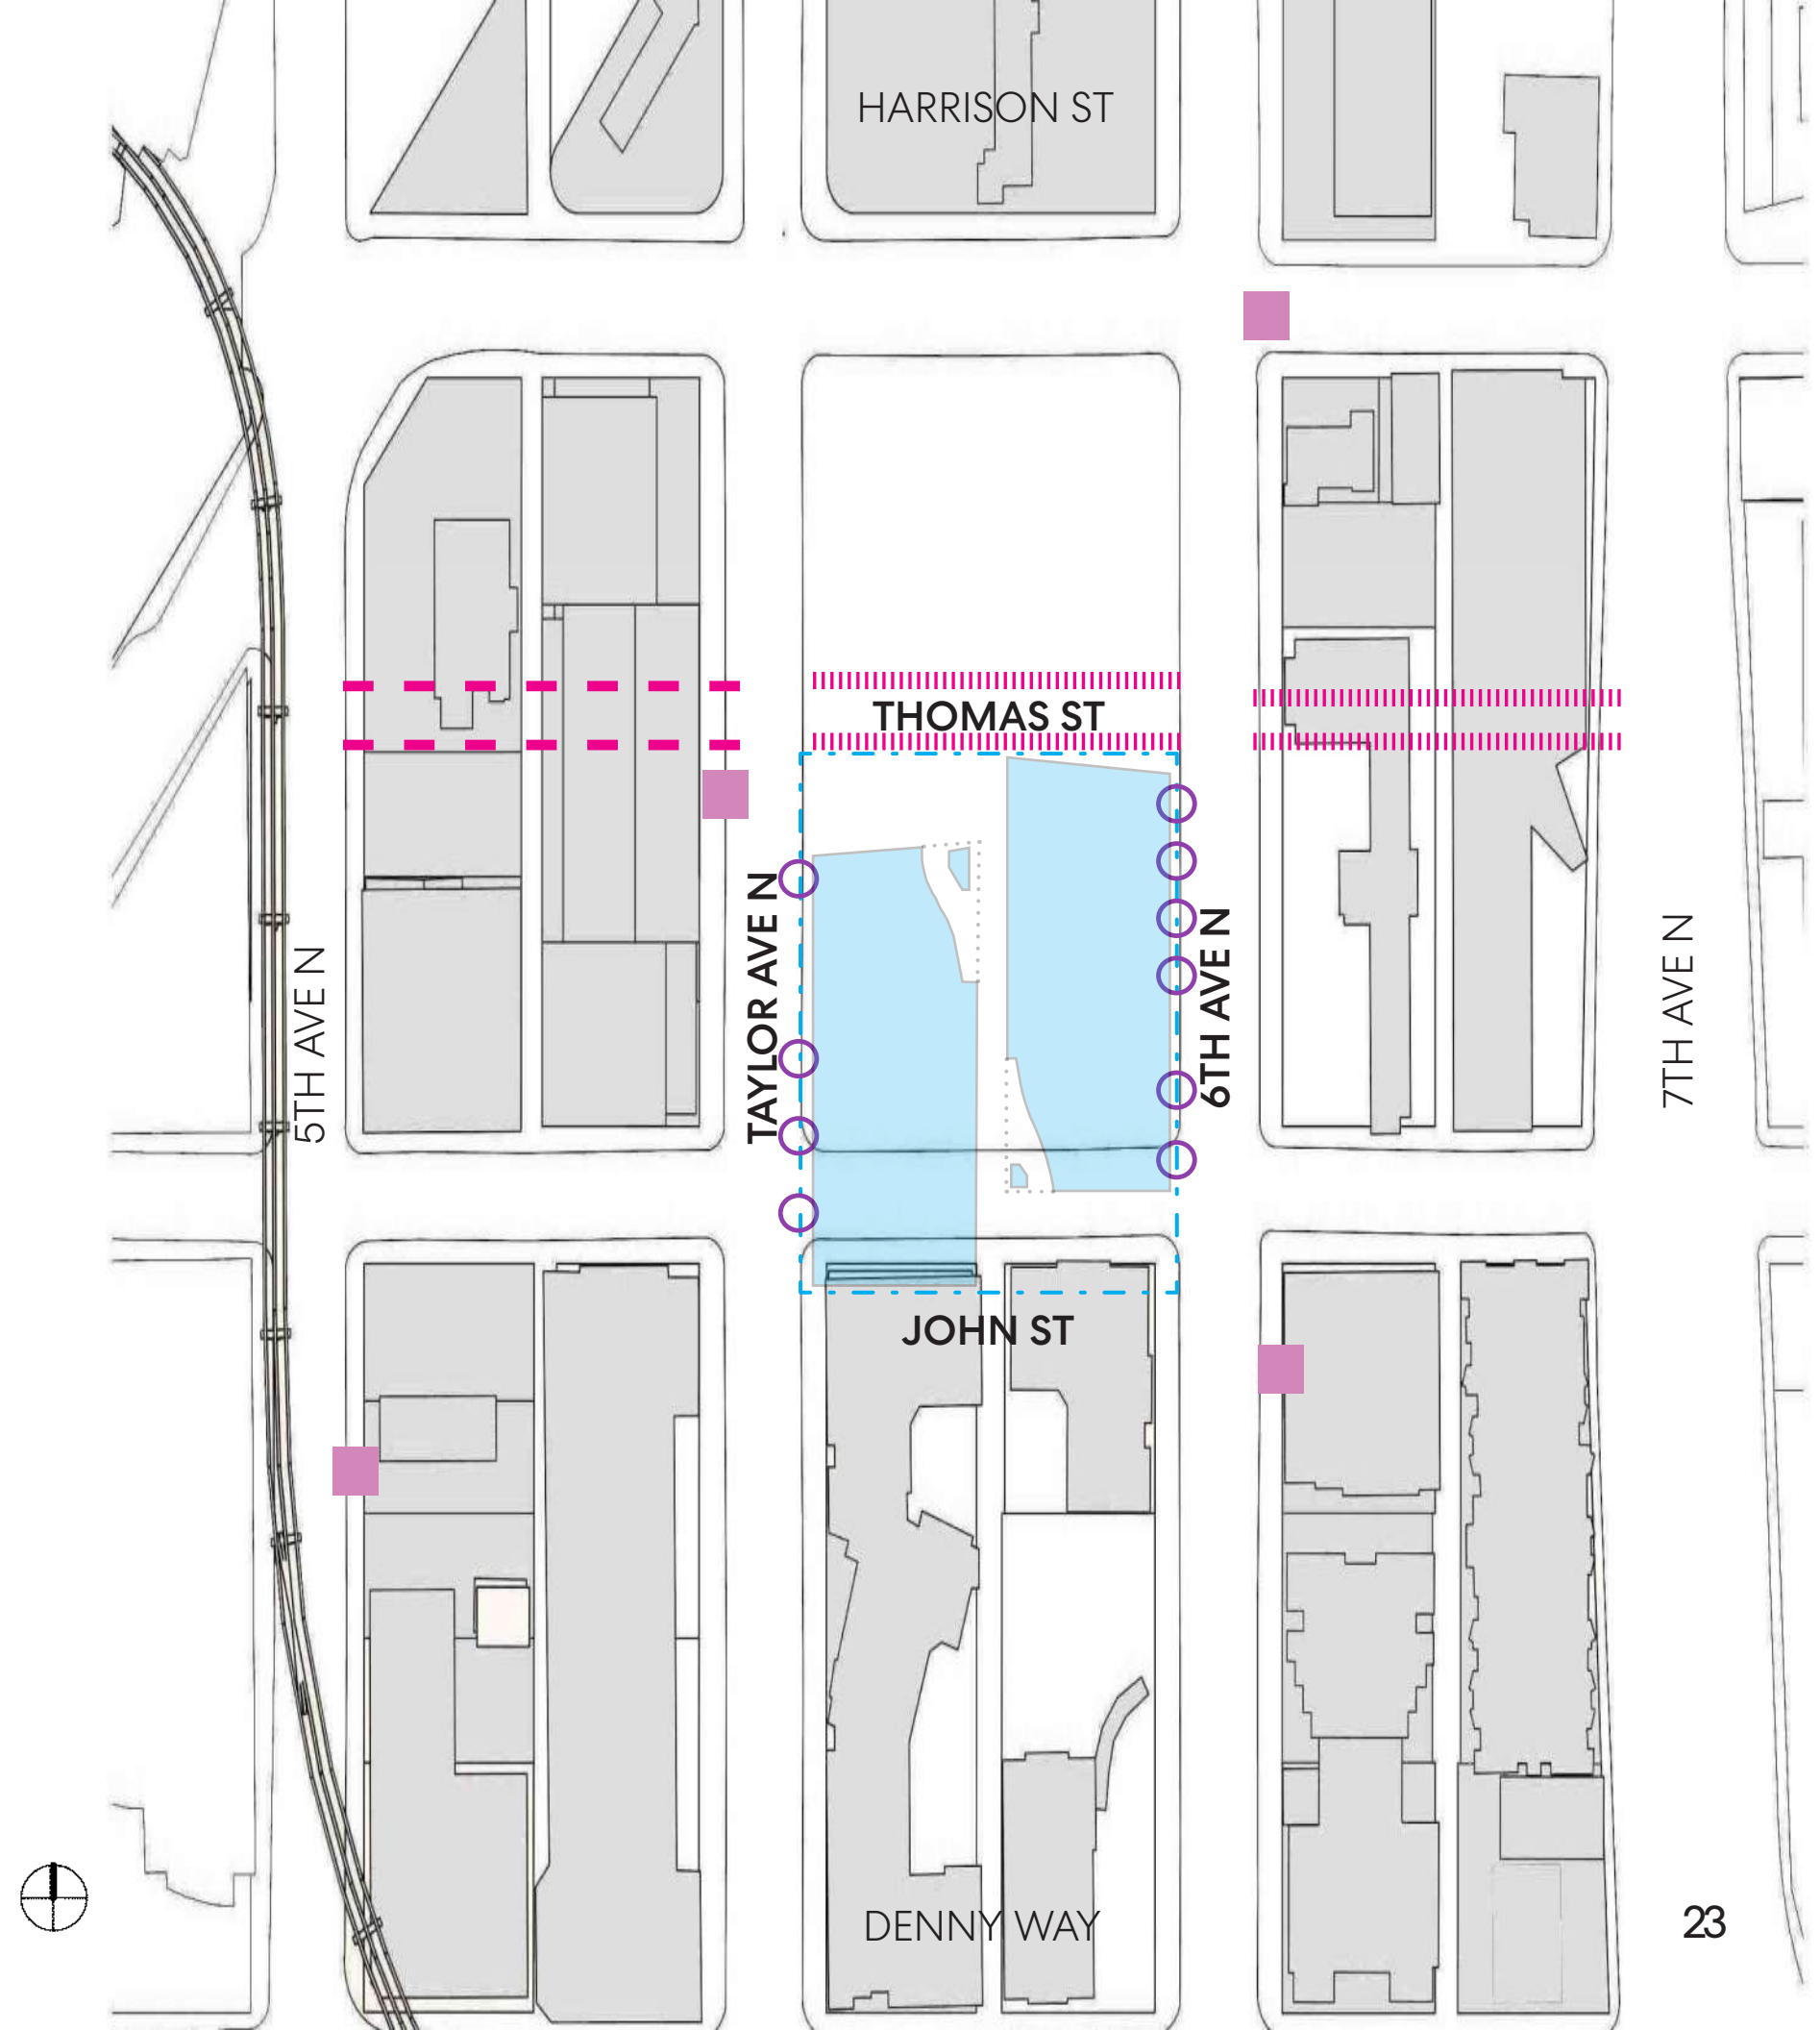 HARRISON ST
THOMAS ST
5TH AVE N
TAYLOR AVE N
6TH AVE N
7TH AVE N
JOHN ST
DENNY WAY
23